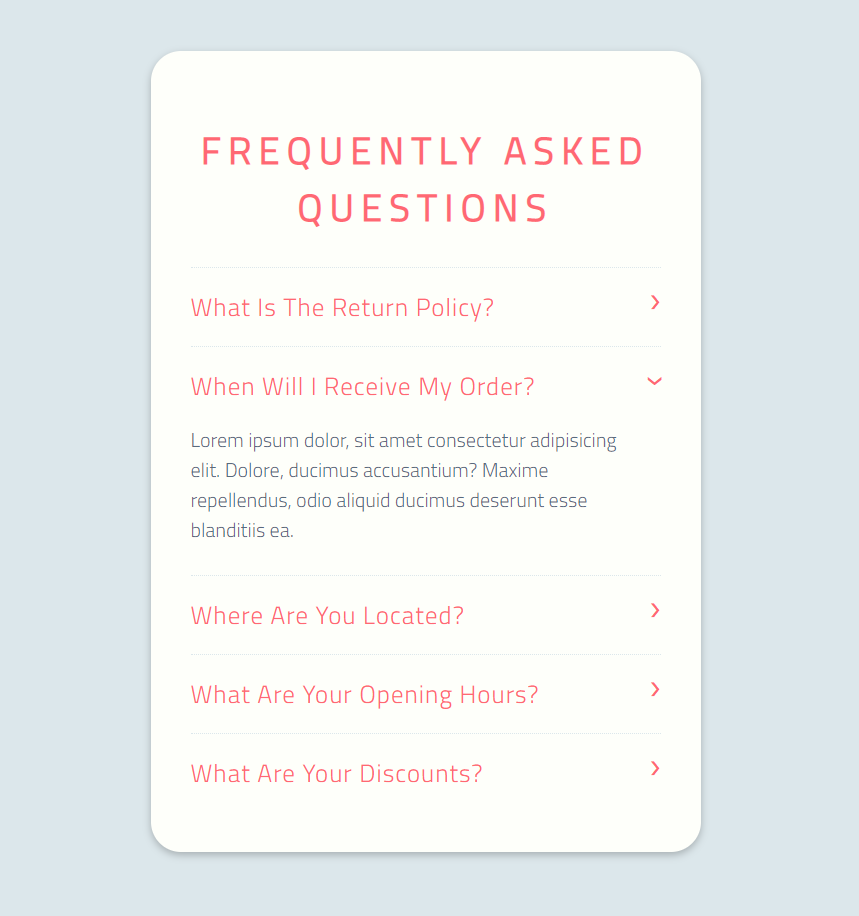 FREQUENTLY ASKED
QUESTIONS
What Is The Return Policy?
When Will I Receive My Order?
Lorem ipsum dolor, sit amet consectetur adipisicing
elit. Dolore, ducimus accusantium? Maxime
repellendus, odio aliquid ducimus deserunt esse
blanditiis ea.
Where Are You Located?
What Are Your Opening Hours?
What Are Your Discounts?